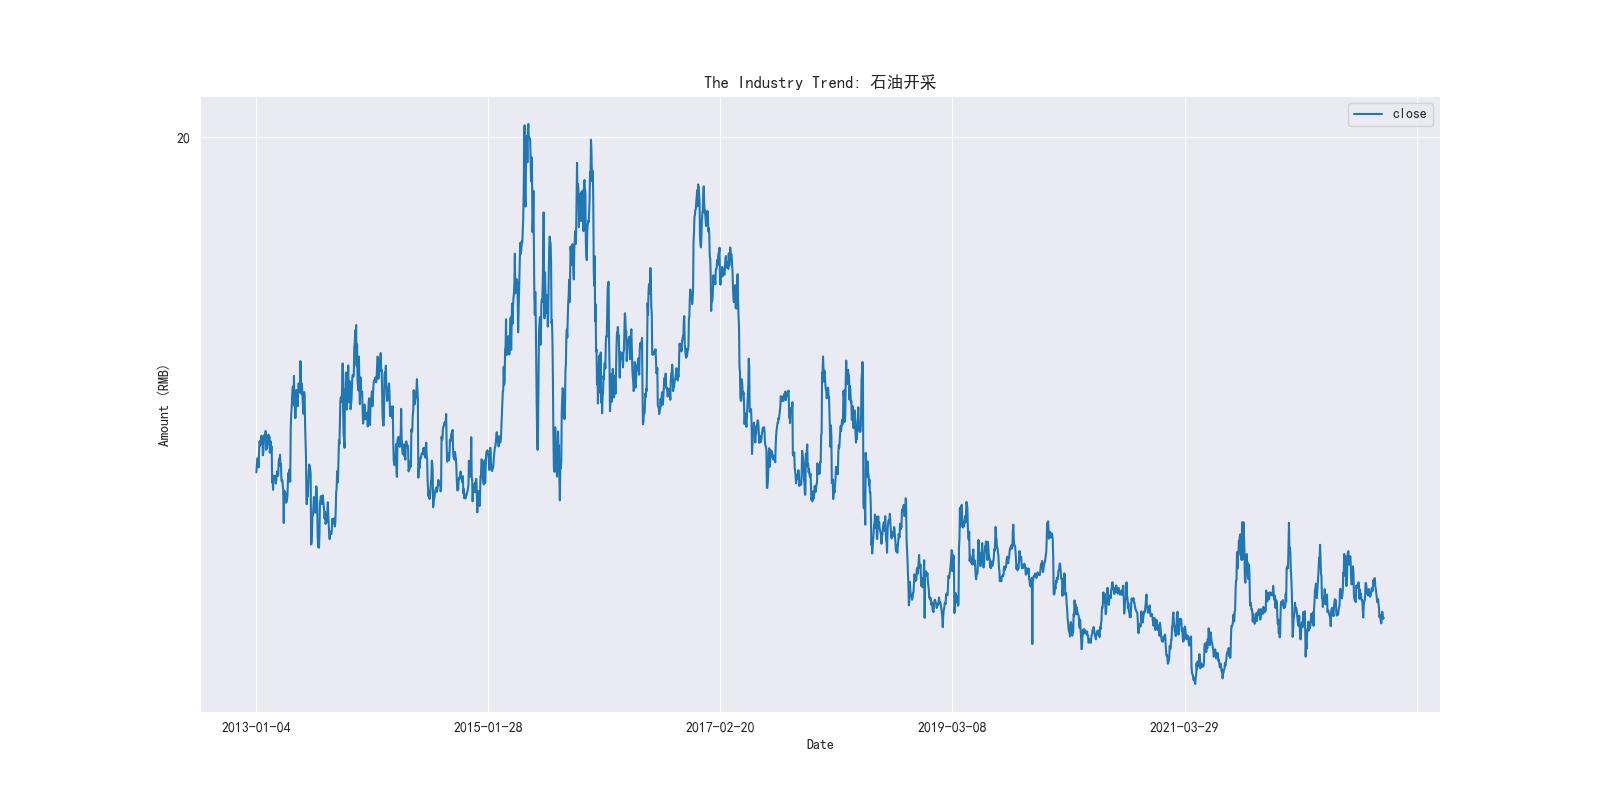 The Industry Trend: 石油开采
close
20
Amount (RMB)
2013-01-04
2015-01-28
2017-02-20
2019-03-08
2021-03-29
Date